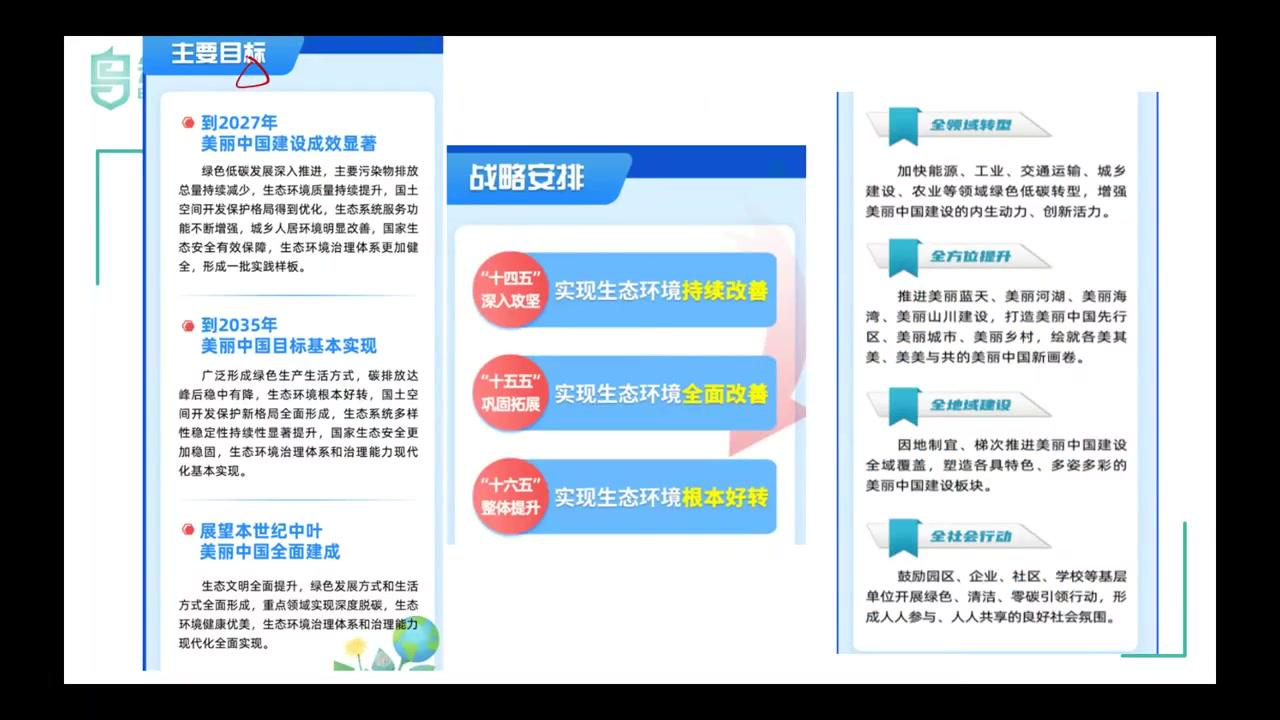 主要目标
到2027年
美丽中国建设成效显著
绿色低碳发展深入推进，主要污染物排放
总量持续减少，生态环境质量持续提升，国土
空间开发保护格局得到优化，生态系统服务功
能不断增强，城乡人居环境明显改善，国家生
态安全有效保障，生态环境治理体系更加健
全，形成一批实践样板。
到2035年
美丽中国目标基本实现
广泛形成绿色生产生活方式，碳排放达
峰后稳中有降，生态环境根本好转，国土空
间开发保护新格局全面形成，生态系统多样
性稳定性持续性显著提升，国家生态安全更
加稳固，生态环境治理体系和治理能力现代
化基本实现。
展望本世纪中叶
美丽中国全面建成
生态文明全面提升，绿色发展方式和生活
方式全面形成，重点领域实现深度脱碳，生态
环境健康优美，生态环境治理体系和治理能力
现代化全面实现。
战略安排
“十四五”
深入攻坚
实现生态环境持续改善
“十五五”
巩固拓展
实现生态环境全面改善
“十六五”
整体提升
实现生态环境根本好转
全领域转型
加快能源、工业、交通运输、城乡
建设、农业等领域绿色低碳转型，增强
美丽中国建设的内生动力、创新活力。
全方位提升
推进美丽蓝天、美丽河湖、美丽海
湾、美丽山川建设，打造美丽中国先行
区、美丽城市、美丽乡村，绘就各美其
美、美美与共的美丽中国新画卷。
全地域建设
因地制宜、梯次推进美丽中国建设
全域覆盖，塑造各具特色、多姿多彩的
美丽中国建设板块。
全社会行动
鼓励园区、企业、社区、学校等基层
单位开展绿色、清洁、零碳引领行动，形
成人人参与、人人共享的良好社会氛围。